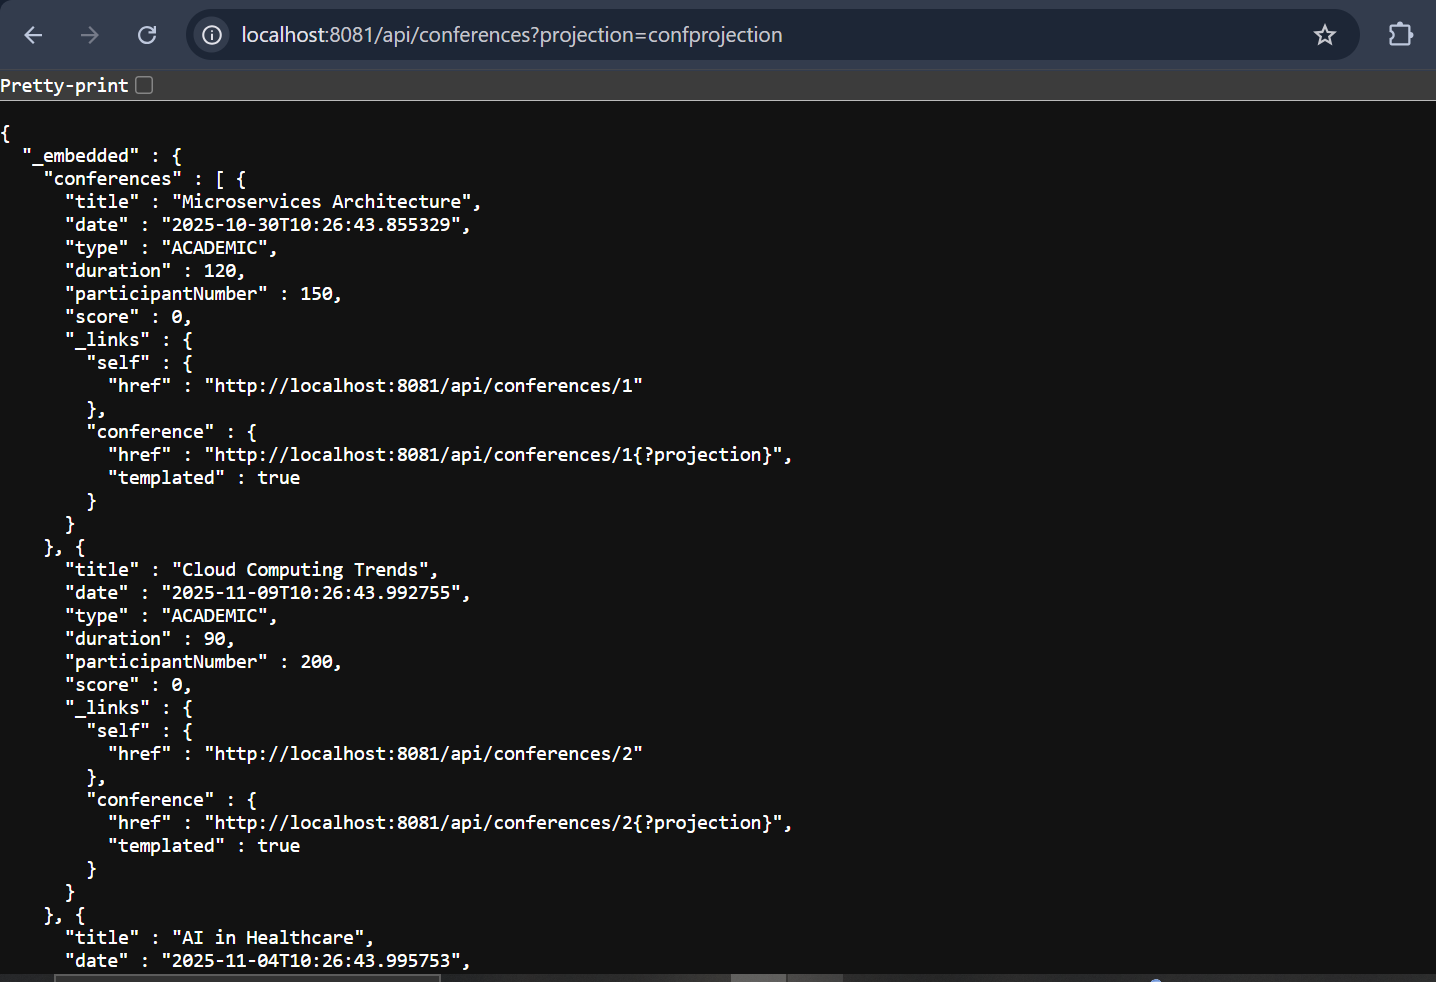 localhost:8081/api/conferences?projection=confprojection
Pretty-print
{
  "_embedded" : {
    "conferences" : [ {
      "title" : "Microservices Architecture",
      "date" : "2025-10-30T10:26:43.855329",
      "type" : "ACADEMIC",
      "duration" : 120,
      "participantNumber" : 150,
      "score" : 0,
      "_links" : {
        "self" : {
          "href" : "http://localhost:8081/api/conferences/1"
        },
        "conference" : {
          "href" : "http://localhost:8081/api/conferences/1{?projection}",
          "templated" : true
        }
      }
    }, {
      "title" : "Cloud Computing Trends",
      "date" : "2025-11-09T10:26:43.992755",
      "type" : "ACADEMIC",
      "duration" : 90,
      "participantNumber" : 200,
      "score" : 0,
      "_links" : {
        "self" : {
          "href" : "http://localhost:8081/api/conferences/2"
        },
        "conference" : {
          "href" : "http://localhost:8081/api/conferences/2{?projection}",
          "templated" : true
        }
      }
    }, {
      "title" : "AI in Healthcare",
      "date" : "2025-11-04T10:26:43.995753",